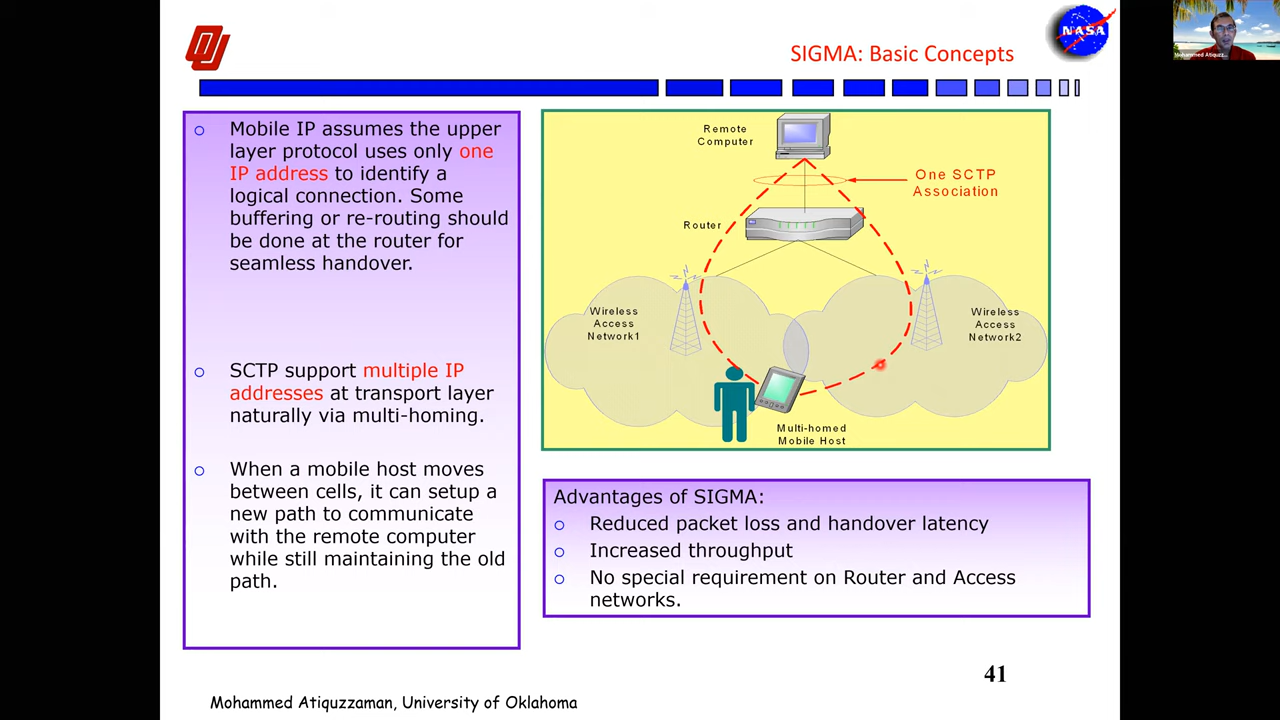 SIGMA: Basic Concepts
NASA
Mobile IP assumes the upper
layer protocol uses only one
IP address to identify a
logical connection. Some
buffering or re-routing should
be done at the router for
seamless handover.
SCTP support multiple IP
addresses at transport layer
naturally via multi-homing.
When a mobile host moves
between cells, it can setup a
new path to communicate
with the remote computer
while still maintaining the old
path.
Remote
Computer
One SCTP
Association
Router
Wireless
Access
Network1
Wireless
Access
Network2
Multi-homed
Mobile Host
Advantages of SIGMA:
Reduced packet loss and handover latency
Increased throughput
No special requirement on Router and Access
networks.
41
Mohammed Atiquzzaman, University of Oklahoma
Mohammed Atiquzz...